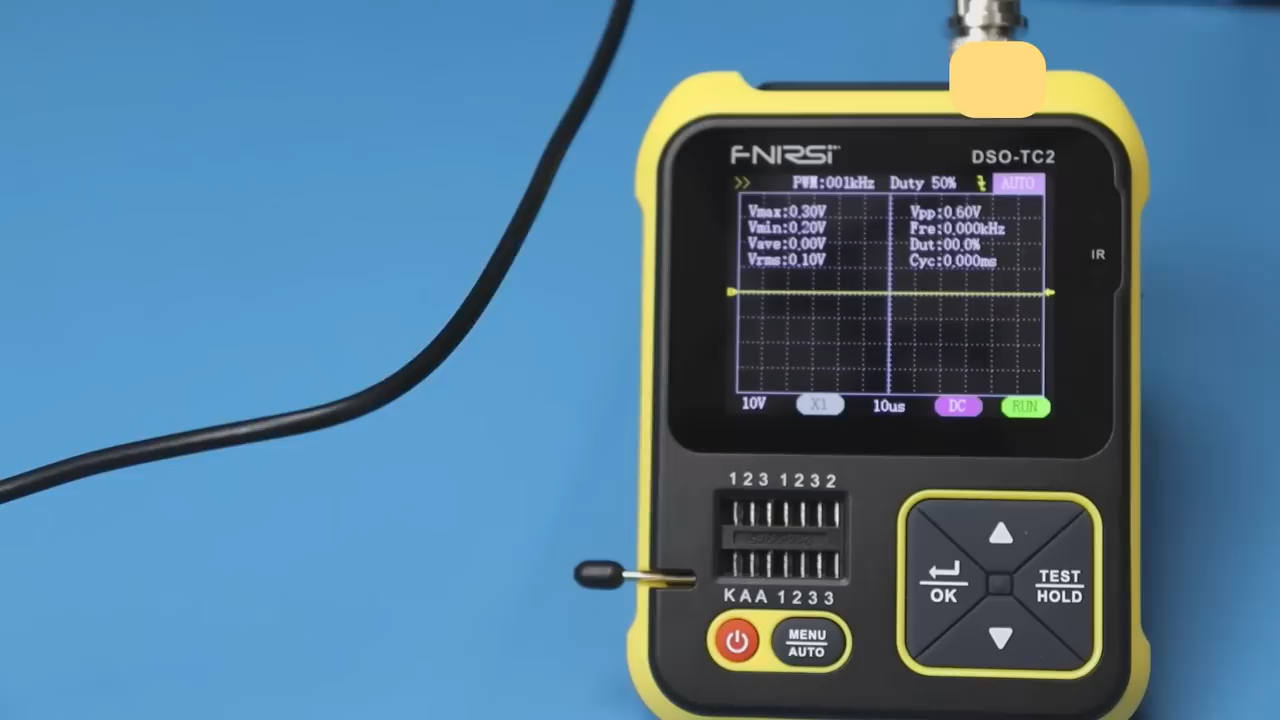 FNIRSI
DSO-TC2
PWM:001kHz Duty 50% AUTO
Vmax:0.30V Vpp:0.60V
Vmin:0.20V Fre:0.000kHz
Vave:0.00V Dut:00.0%
Vrms:0.10V Cyc:0.000ms
IR
10V X1 10us DC RUN
1 2 3 1 2 3 2
K A A 1 2 3 3
OK
TEST
HOLD
MENU
AUTO